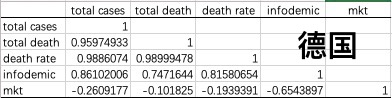 total cases total death death rate infodemic mkt
total cases 1
total death 0.95974933 1
death rate 0.9886074 0.98999478 1
infodemic 0.86102006 0.7471644 0.81580654 1
mkt -0.2609177 -0.101825 -0.1939391 -0.6543897 1
德国